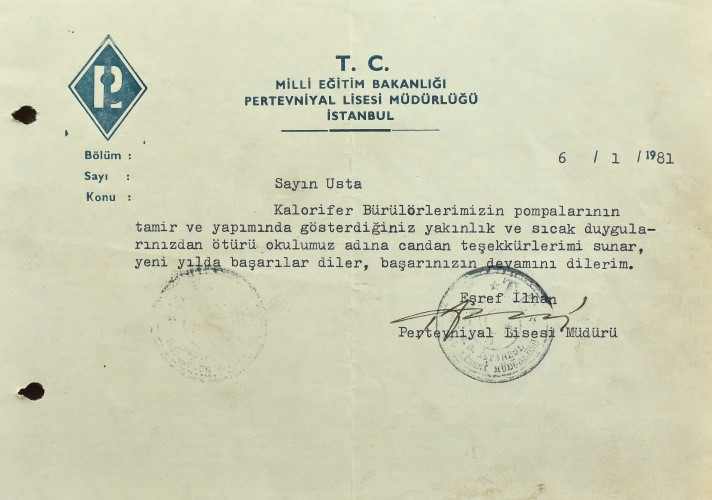 PL
T. C.
MİLLİ EĞİTİM BAKANLIĞI
PERTEVNİYAL LİSESİ MÜDÜRLÜĞÜ
İSTANBUL
Bölüm :
Sayı :
Konu :
6 / 1 / 1981
Sayın Usta
Kalorifer Bürülörlerimizin pompalarının
tamir ve yapımında gösterdiğiniz yakınlık ve sıcak duygula-
rınızdan ötürü okulumuz adına candan teşekkürlerimi sunar,
yeni yılda başarılar diler, başarınızın devamını dilerim.
Eşref İlhan
Pertevniyal Lisesi Müdürü
İSTANBUL